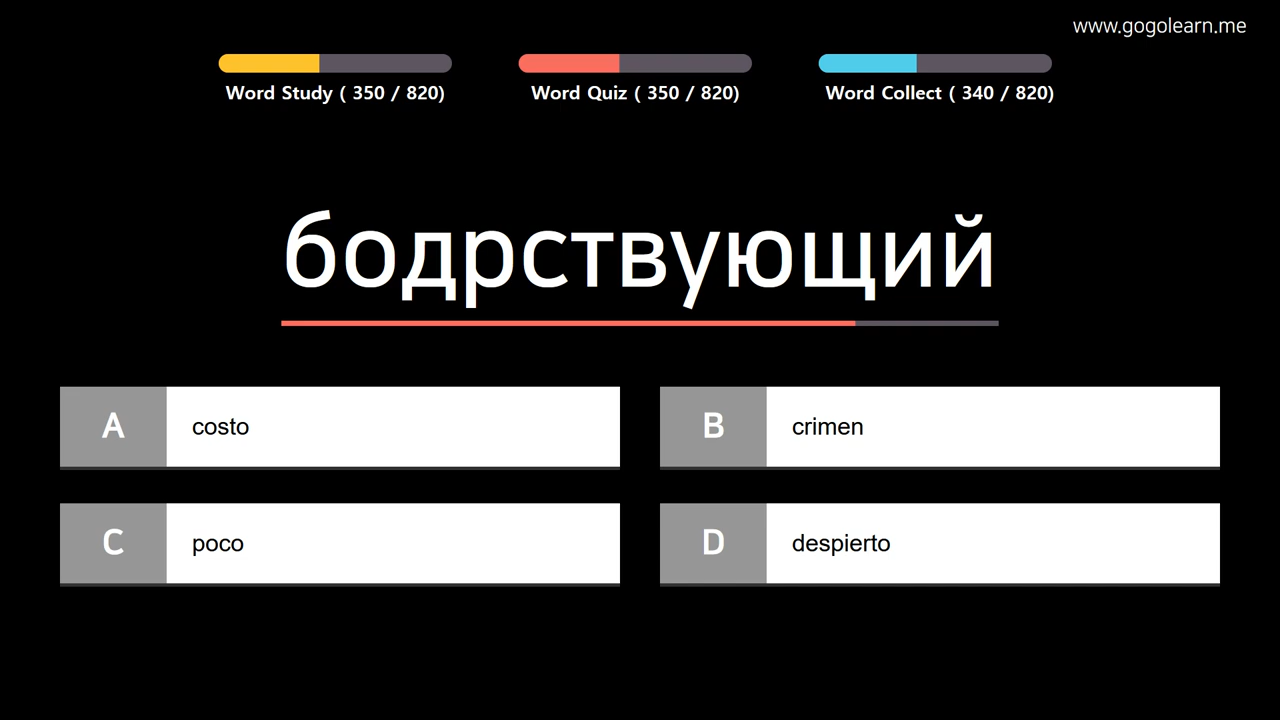 www.gogolearn.me
Word Study ( 350 / 820)
Word Quiz ( 350 / 820)
Word Collect ( 340 / 820)
бодрствующий
A costo
B crimen
C poco
D despierto